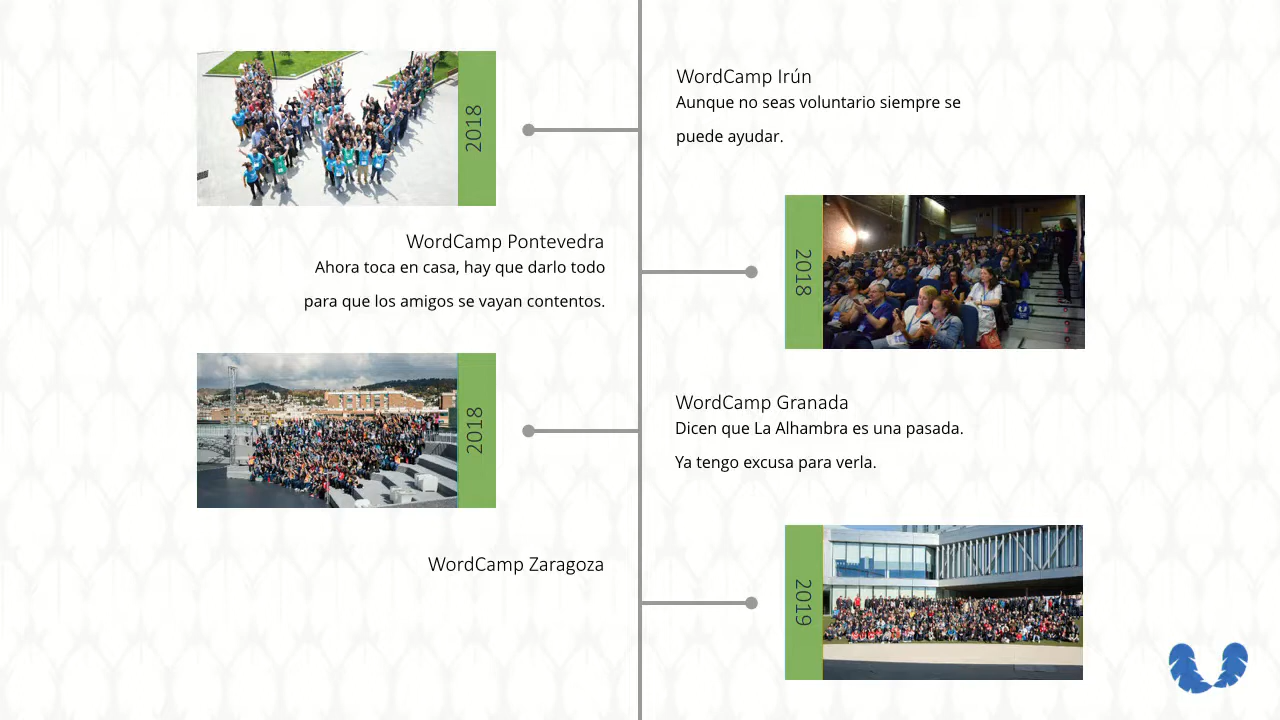 2018
WordCamp Irún
Aunque no seas voluntario siempre se
puede ayudar.
WordCamp Pontevedra
Ahora toca en casa, hay que darlo todo
para que los amigos se vayan contentos.
2018
2018
WordCamp Granada
Dicen que La Alhambra es una pasada.
Ya tengo excusa para verla.
WordCamp Zaragoza
2019